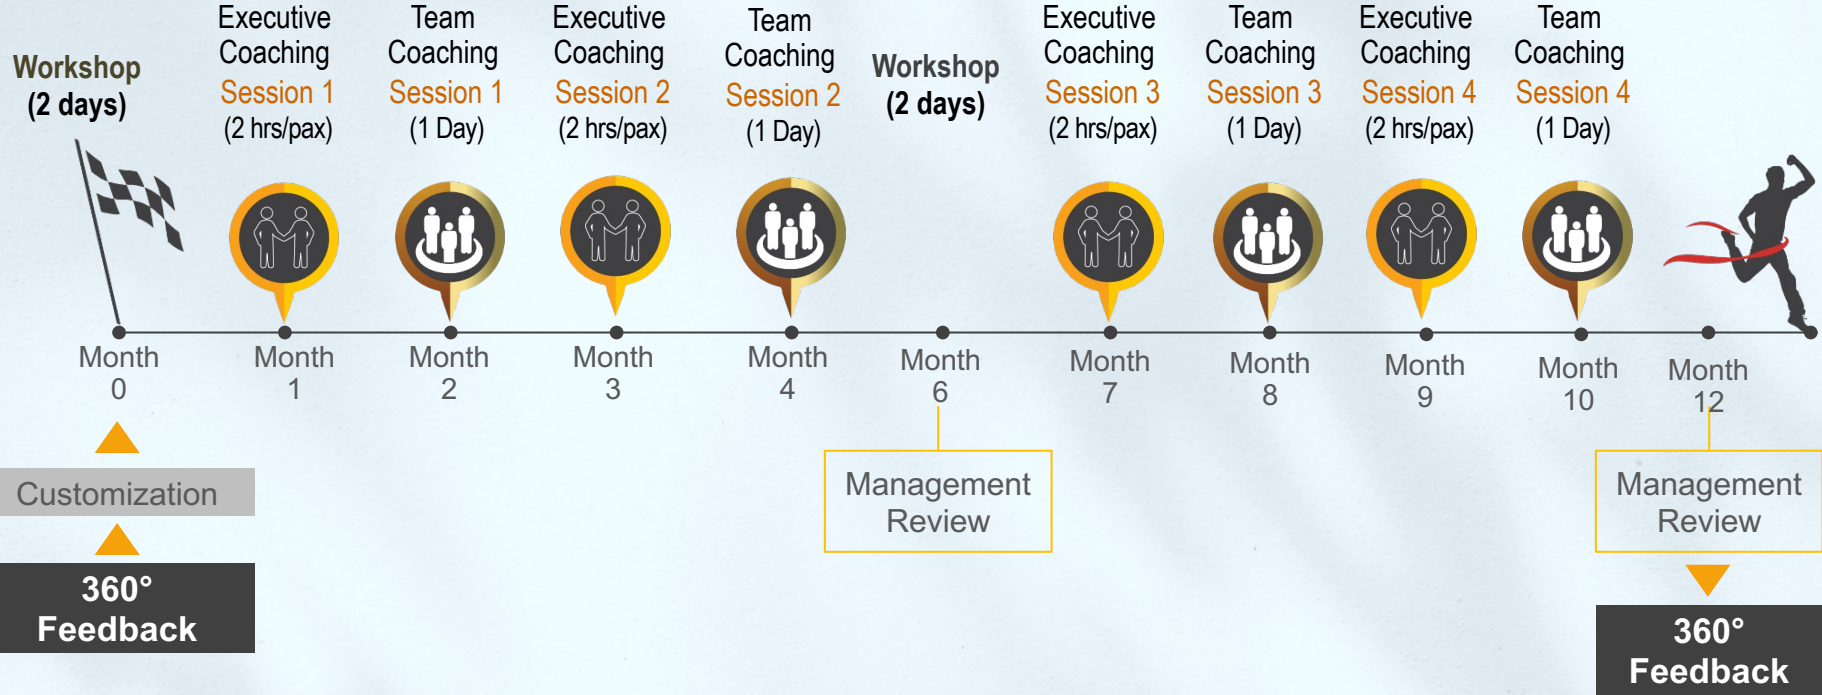 Workshop
(2 days)
Executive
Coaching
Session 1
(2 hrs/pax)
Team
Coaching
Session 1
(1 Day)
Executive
Coaching
Session 2
(2 hrs/pax)
Team
Coaching
Session 2
(1 Day)
Workshop
(2 days)
Executive
Coaching
Session 3
(2 hrs/pax)
Team
Coaching
Session 3
(1 Day)
Executive
Coaching
Session 4
(2 hrs/pax)
Team
Coaching
Session 4
(1 Day)
Month
0
Month
1
Month
2
Month
3
Month
4
Month
6
Month
7
Month
8
Month
9
Month
10
Month
12
Customization
360°
Feedback
Management
Review
Management
Review
360°
Feedback